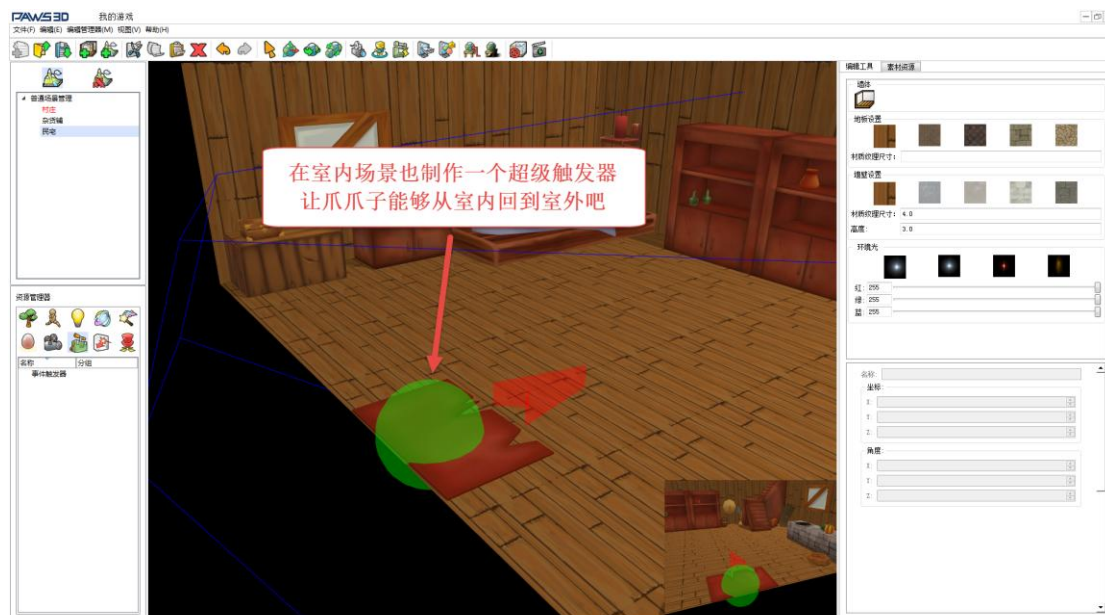 PAWS3D 我的游戏
文件(F) 编辑(E) 编辑管理器(M) 视图(V) 帮助(H)
普通场景管理
村庄
杂货铺
民宅
资源管理器
名称 分组
事件触发器
在室内场景也制作一个超级触发器
让爪爪子能够从室内回到室外吧
编辑工具 素材资源
墙体
地板设置
材质纹理尺寸:
墙壁设置
材质纹理尺寸: 4.0
高度: 3.0
环境光
红: 255
绿: 255
蓝: 255
名称:
坐标:
X:
Y:
Z:
角度:
X:
Y:
Z: